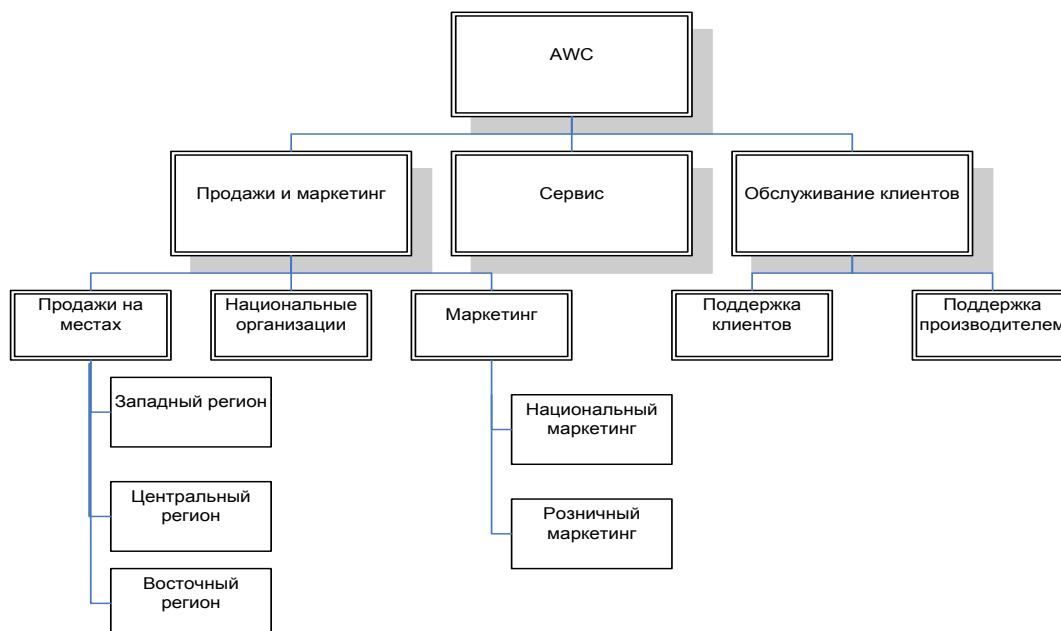 AWC
Продажи и маркетинг
Сервис
Обслуживание клиентов
Продажи на
местах
Национальные
организации
Маркетинг
Поддержка
клиентов
Поддержка
производителем
Западный регион
Центральный
регион
Восточный
регион
Национальный
маркетинг
Розничный
маркетинг